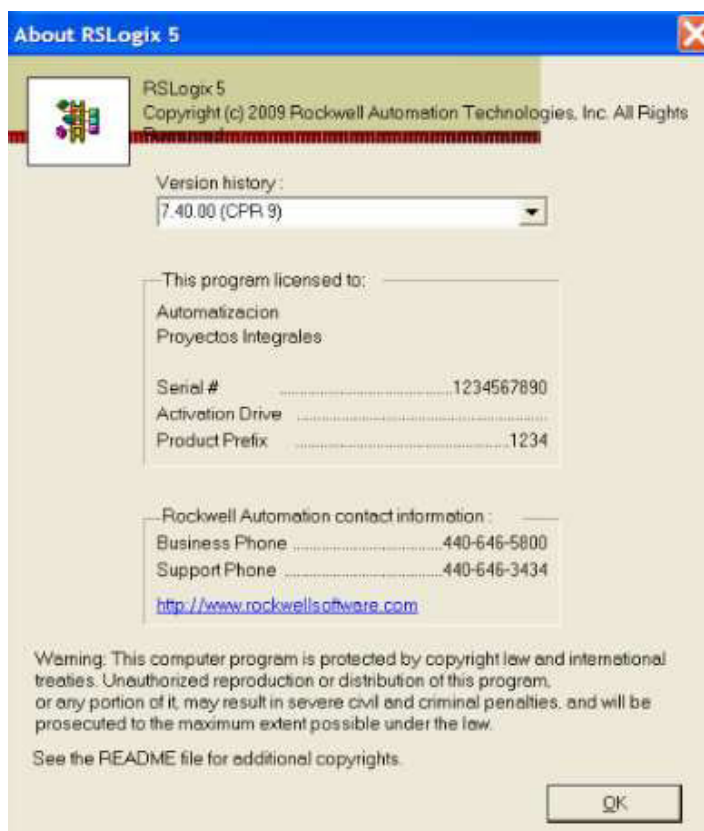 About RSLogix 5
RSLogix 5
Copyright (c) 2009 Rockwell Automation Technologies, Inc. All Rights
Reserved
Version history :
7.40.00 (CPR 9)
This program licensed to:
Automatizacion
Proyectos Integrales
Serial # ........................................1234567890
Activation Drive ............................................................
Product Prefix ...................................................1234
Rockwell Automation contact information :
Business Phone ....................................440-646-5800
Support Phone .....................................440-646-3434
http://www.rockwellsoftware.com
Warning: This computer program is protected by copyright law and international
treaties. Unauthorized reproduction or distribution of this program,
or any portion of it, may result in severe civil and criminal penalties, and will be
prosecuted to the maximum extent possible under the law.
See the README file for additional copyrights.
OK